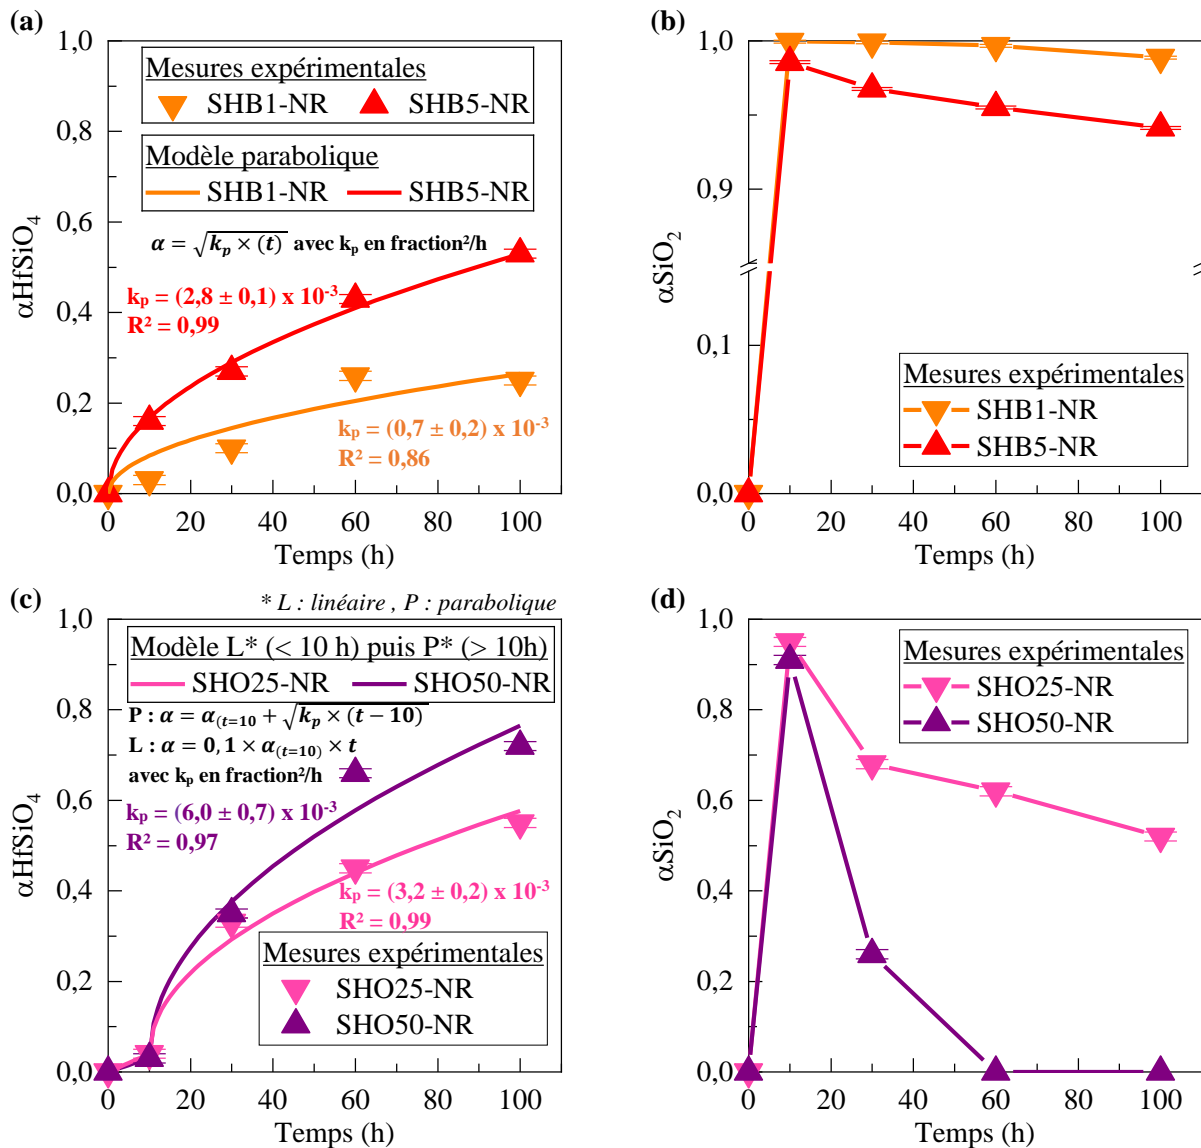 (a)
1,0
0,8
0,6
0,4
0,2
0,0
αHfSiO₄
Mesures expérimentales
SHB1-NR SHB5-NR
Modèle parabolique
SHB1-NR SHB5-NR
α = √(kₚ × (t)) avec kₚ en fraction²/h
kₚ = (2,8 ± 0,1) x 10⁻³
R² = 0,99
kₚ = (0,7 ± 0,2) x 10⁻³
R² = 0,86
0 20 40 60 80 100
Temps (h)
(b)
1,0
0,9
0,1
0,0
αSiO₂
Mesures expérimentales
SHB1-NR
SHB5-NR
0 20 40 60 80 100
Temps (h)
(c)
* L : linéaire , P : parabolique
1,0
0,8
0,6
0,4
0,2
0,0
αHfSiO₄
Modèle L* (< 10 h) puis P* (> 10h)
SHO25-NR SHO50-NR
P : α = α₍ₜ₌₁₀₎ + √(kₚ × (t − 10))
L : α = 0,1 × α₍ₜ₌₁₀₎ × t
avec kₚ en fraction²/h
kₚ = (6,0 ± 0,7) x 10⁻³
R² = 0,97
kₚ = (3,2 ± 0,2) x 10⁻³
R² = 0,99
Mesures expérimentales
SHO25-NR
SHO50-NR
0 20 40 60 80 100
Temps (h)
(d)
1,0
0,8
0,6
0,4
0,2
0,0
αSiO₂
Mesures expérimentales
SHO25-NR
SHO50-NR
0 20 40 60 80 100
Temps (h)